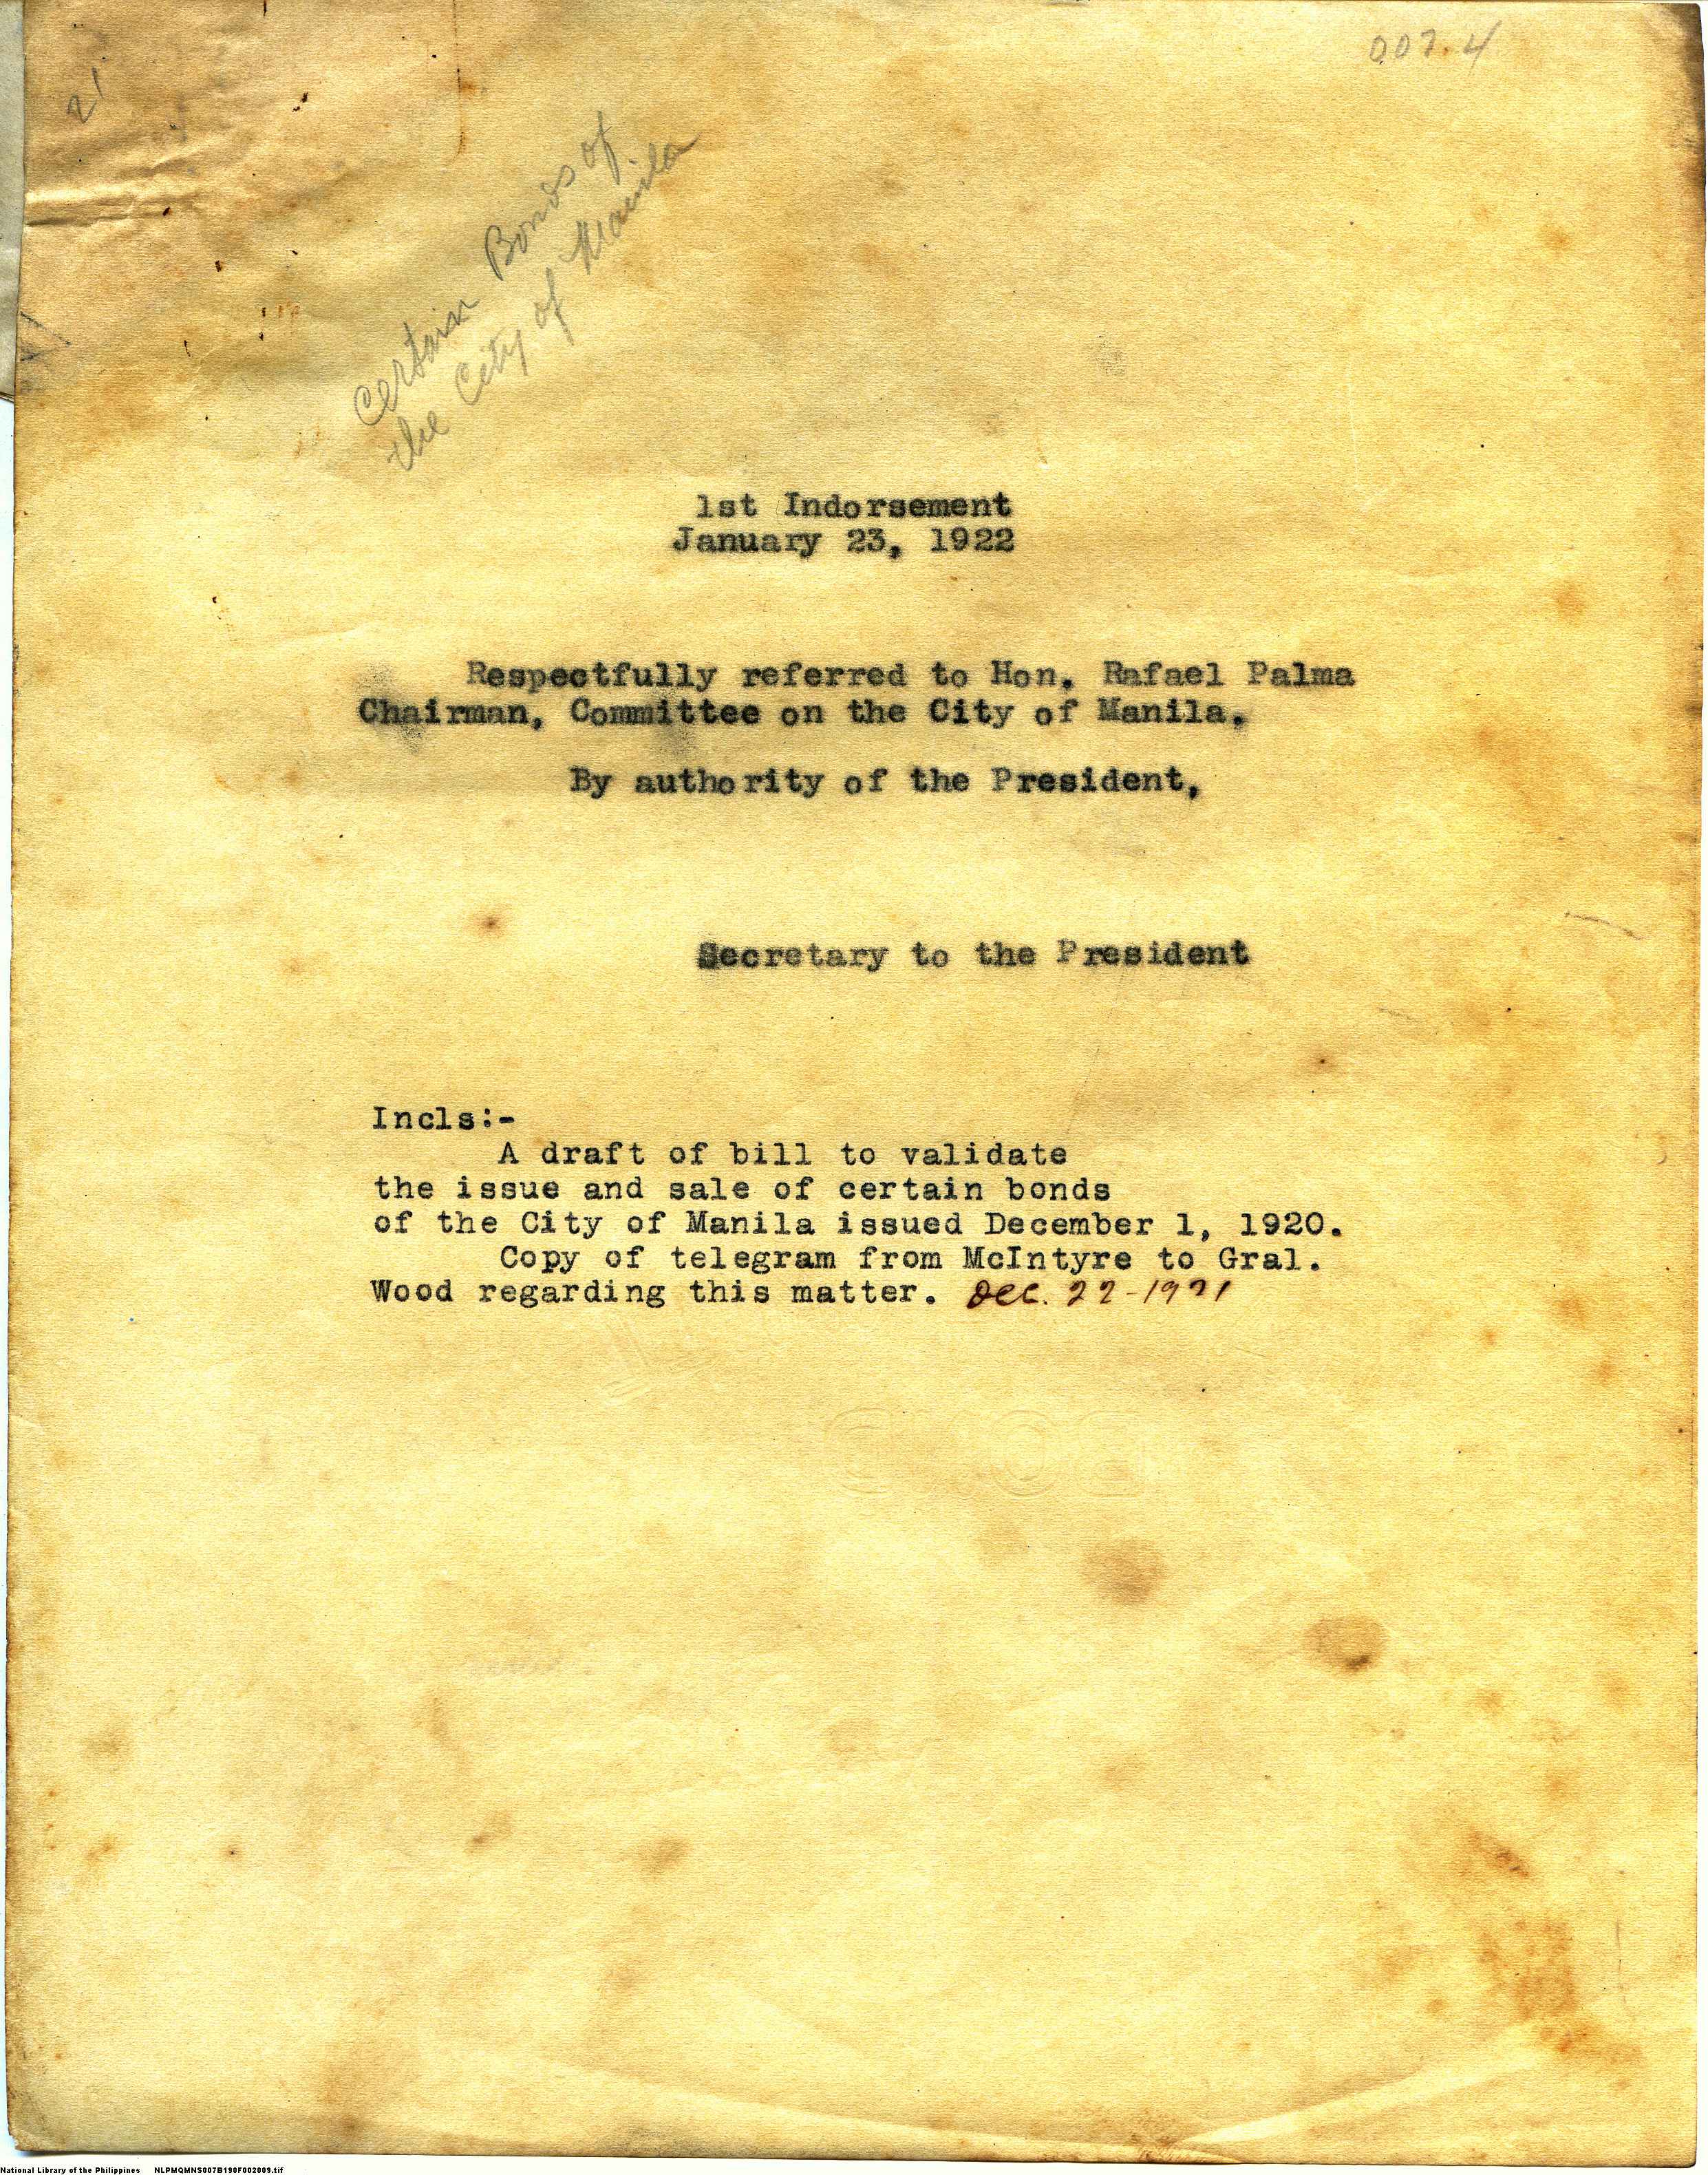 007.4
21
Certain Bonds of
the City of Manila
1st Indorsement
January 23, 1922
Respectfully referred to Hon. Rafael Palma
Chairman, Committee on the City of Manila.
By authority of the President,
Secretary to the President
Incls:-
A draft of bill to validate
the issue and sale of certain bonds
of the City of Manila issued December 1, 1920.
Copy of telegram from McIntyre to Gral.
Wood regarding this matter. Dec. 22-1921
National Library of the Philippines NLPMQMNS007B190F002009.tif